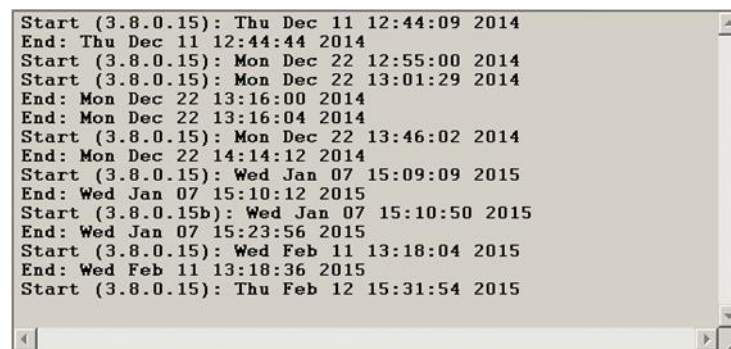 Start (3.8.0.15): Thu Dec 11 12:44:09 2014
End: Thu Dec 11 12:44:44 2014
Start (3.8.0.15): Mon Dec 22 12:55:00 2014
Start (3.8.0.15): Mon Dec 22 13:01:29 2014
End: Mon Dec 22 13:16:00 2014
End: Mon Dec 22 13:16:04 2014
Start (3.8.0.15): Mon Dec 22 13:46:02 2014
End: Mon Dec 22 14:14:12 2014
Start (3.8.0.15): Wed Jan 07 15:09:09 2015
End: Wed Jan 07 15:10:12 2015
Start (3.8.0.15b): Wed Jan 07 15:10:50 2015
End: Wed Jan 07 15:23:56 2015
Start (3.8.0.15): Wed Feb 11 13:18:04 2015
End: Wed Feb 11 13:18:36 2015
Start (3.8.0.15): Thu Feb 12 15:31:54 2015